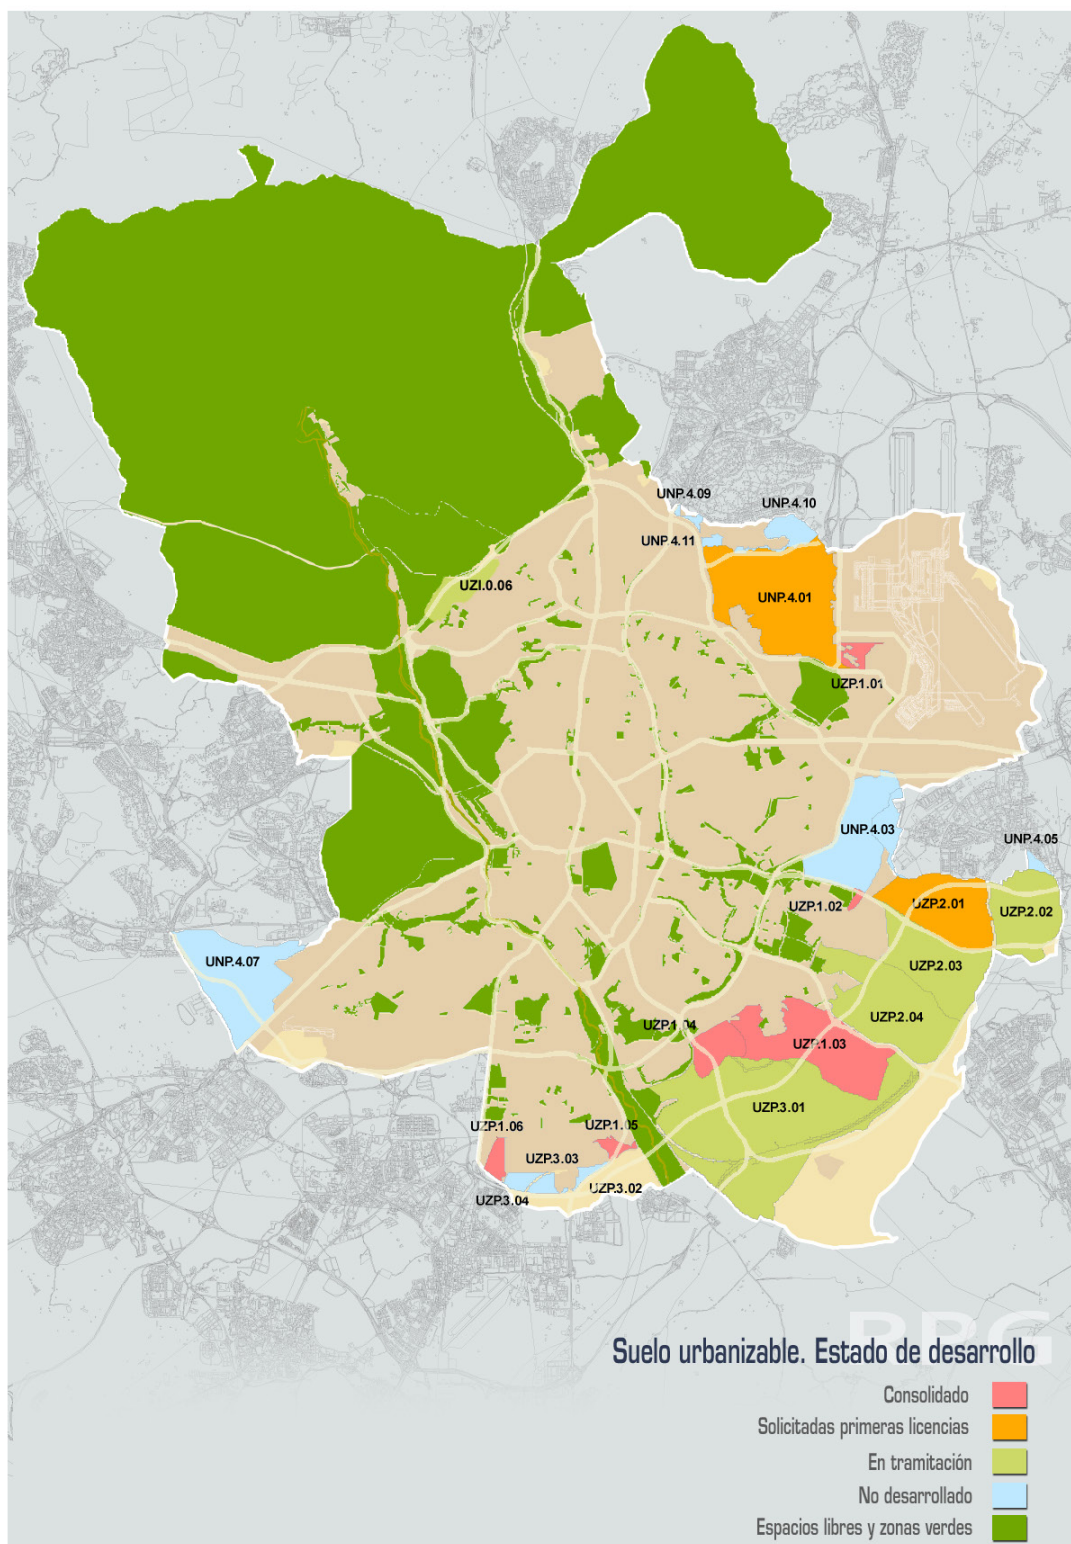 UNP.4.09
UNP.4.10
UNP.4.11
UZI.0.06
UNP.4.01
UZP.1.01
UNP.4.03
UNP.4.05
UZP.1.02
UZP.2.01
UZP.2.02
UNP.4.07
UZP.2.03
UZP.2.04
UZP.1.04
UZP.1.03
UZP.3.01
UZP.1.06
UZP.1.05
UZP.3.03
UZP.3.02
UZP.3.04
RPG
Suelo urbanizable. Estado de desarrollo
Consolidado
Solicitadas primeras licencias
En tramitación
No desarrollado
Espacios libres y zonas verdes